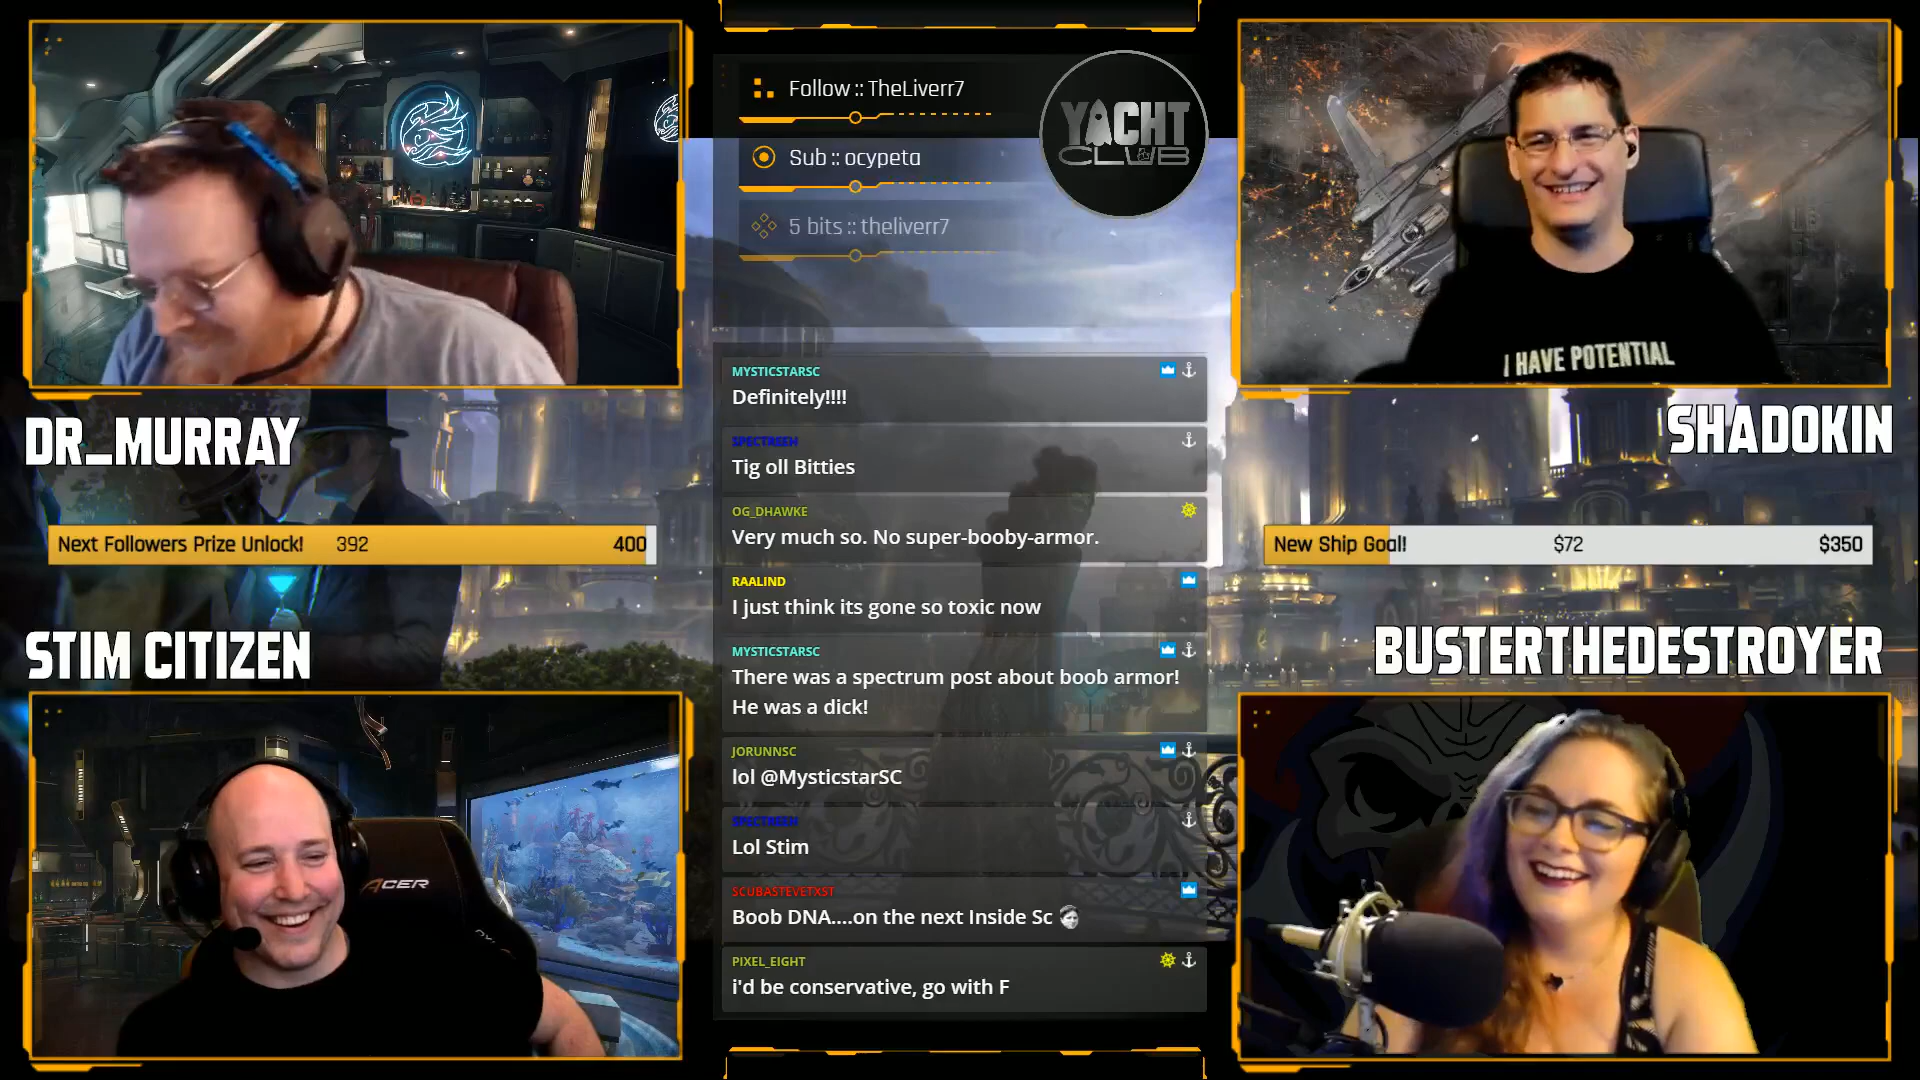 Follow :: TheLiverr7
Sub :: ocypeta
5 bits :: theliverr7
YACHT
CLUB
I HAVE POTENTIAL
DR_MURRAY
SHADOKIN
Next Followers Prize Unlock! 392 400
New Ship Goal! $72 $350
STIM CITIZEN
BUSTERTHEDESTROYER
MYSTICSTARSC
Definitely!!!!
SPECTREEH
Tig oll Bitties
OG_DHAWKE
Very much so. No super-booby-armor.
RAALIND
I just think its gone so toxic now
MYSTICSTARSC
There was a spectrum post about boob armor!
He was a dick!
JORUNNSC
lol @MysticstarSC
Lol Stim
SCUBASTEVETXST
Boob DNA....on the next Inside Sc
PIXEL_EIGHT
i'd be conservative, go with F
ACER